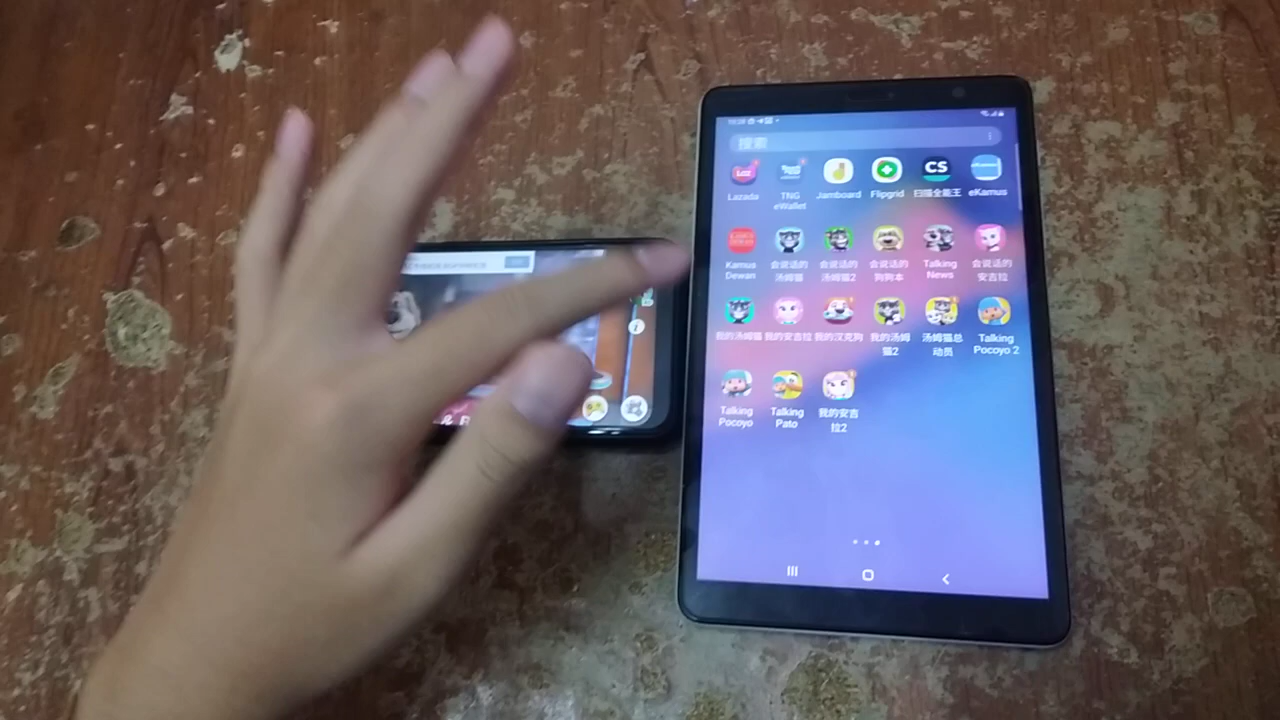 搜索
Lazada
TNG
eWallet
Jamboard
Flipgrid
CS
扫描全能王
eKamus
Kamus
Dewan
会说话的
汤姆猫
会说话的
汤姆猫2
会说话的
狗狗本
Talking
News
会说话的
安吉拉
我的汤姆猫
我的安吉拉
我的汉克狗
我的汤姆
猫2
汤姆猫总
动员
Talking
Pocoyo 2
Talking
Pocoyo
Talking
Pato
我的安吉
拉2